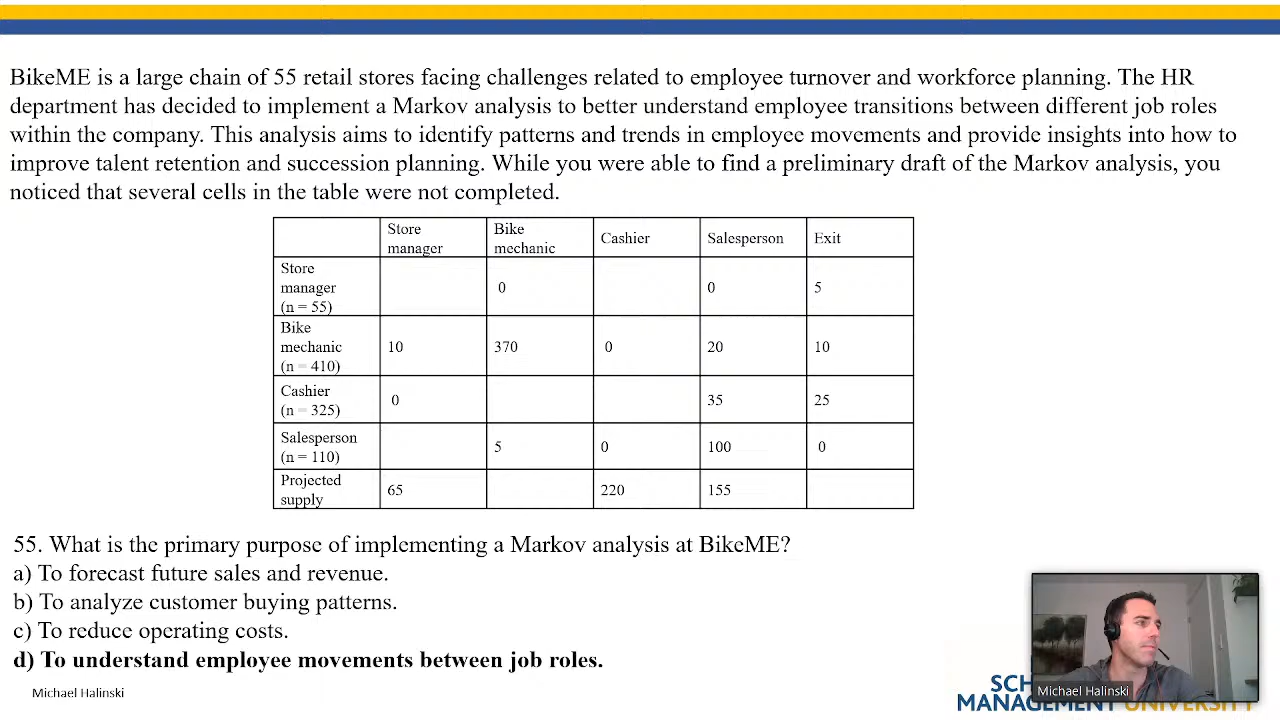 BikeME is a large chain of 55 retail stores facing challenges related to employee turnover and workforce planning. The HR
department has decided to implement a Markov analysis to better understand employee transitions between different job roles
within the company. This analysis aims to identify patterns and trends in employee movements and provide insights into how to
improve talent retention and succession planning. While you were able to find a preliminary draft of the Markov analysis, you
noticed that several cells in the table were not completed.
Store manager Bike mechanic Cashier Salesperson Exit
Store manager (n = 55) 0 0 5
Bike mechanic (n = 410) 10 370 0 20 10
Cashier (n = 325) 0 35 25
Salesperson (n = 110) 5 0 100 0
Projected supply 65 220 155
55. What is the primary purpose of implementing a Markov analysis at BikeME?
a) To forecast future sales and revenue.
b) To analyze customer buying patterns.
c) To reduce operating costs.
d) To understand employee movements between job roles.
Michael Halinski
SCH
MANAGEMENT UNIVERSITY
Michael Halinski